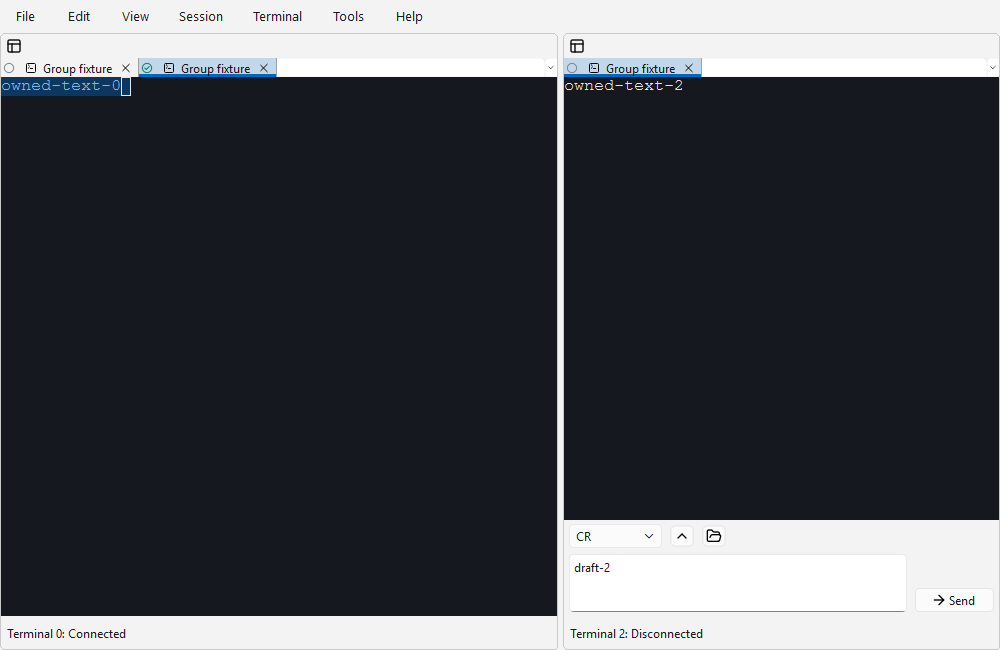 File Edit View Session Terminal Tools Help
Group fixture Group fixture
owned-text-0
Terminal 0: Connected
Group fixture
owned-text-2
CR
draft-2
Send
Terminal 2: Disconnected